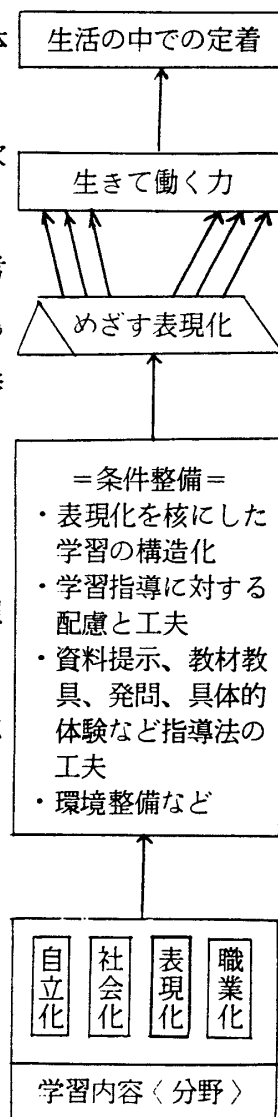 生活の中での定着
生きて働く力
めざす表現化
＝条件整備＝
・表現化を核にした
学習の構造化
・学習指導に対する
配慮と工夫
・資料提示、教材教
具、発問、具体的
体験など指導法の
工夫
・環境整備など
自立化
社会化
表現化
職業化
学習内容〈分野〉